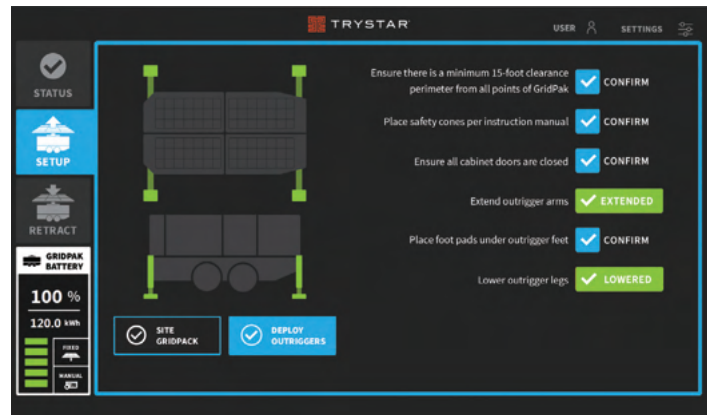 TRYSTAR
USER
SETTINGS
STATUS
SETUP
RETRACT
GRIDPAK
BATTERY
100 %
120.0 kWh
FIXED
MANUAL
Ensure there is a minimum 15-foot clearance
perimeter from all points of GridPak
CONFIRM
Place safety cones per instruction manual
CONFIRM
Ensure all cabinet doors are closed
CONFIRM
Extend outrigger arms
EXTENDED
Place foot pads under outrigger feet
CONFIRM
Lower outrigger legs
LOWERED
SITE
GRIDPACK
DEPLOY
OUTRIGGERS